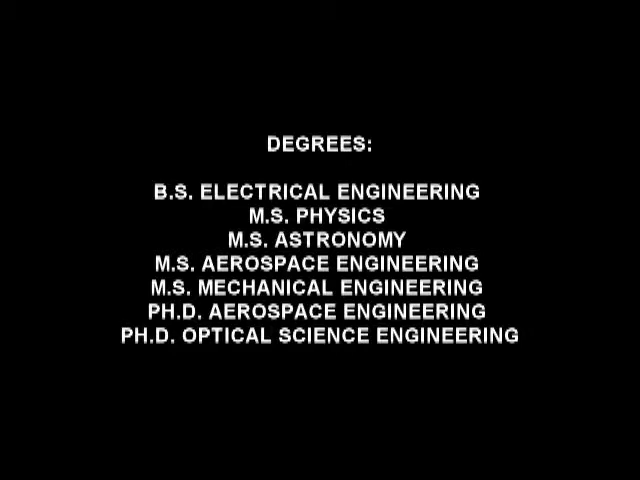 DEGREES:
B.S. ELECTRICAL ENGINEERING
M.S. PHYSICS
M.S. ASTRONOMY
M.S. AEROSPACE ENGINEERING
M.S. MECHANICAL ENGINEERING
PH.D. AEROSPACE ENGINEERING
PH.D. OPTICAL SCIENCE ENGINEERING